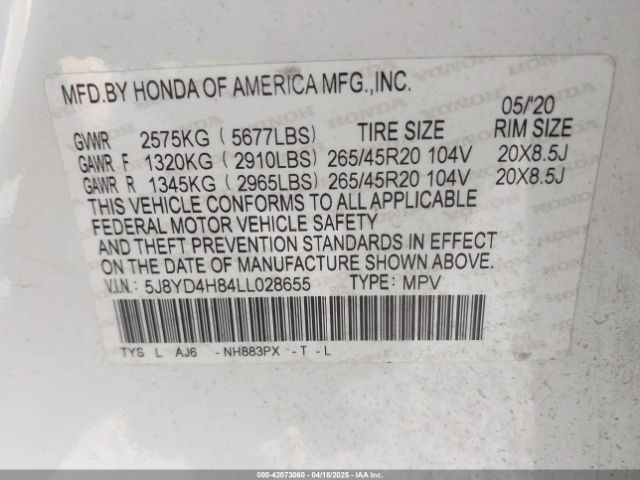 MFD.BY HONDA OF AMERICA MFG.,INC.
05/'20
GVWR 2575KG ( 5677LBS) TIRE SIZE RIM SIZE
GAWR F 1320KG ( 2910LBS) 265/45R20 104V 20X8.5J
GAWR R 1345KG ( 2965LBS) 265/45R20 104V 20X8.5J
THIS VEHICLE CONFORMS TO ALL APPLICABLE
FEDERAL MOTOR VEHICLE SAFETY
AND THEFT PREVENTION STANDARDS IN EFFECT
ON THE DATE OF MANUFACTURE SHOWN ABOVE.
V.I.N.: 5J8YD4H84LL028655 TYPE: MPV
TYS L AJ6 -NH883PX -T -L
000-42073060 04/18/2025 IAAI.COM